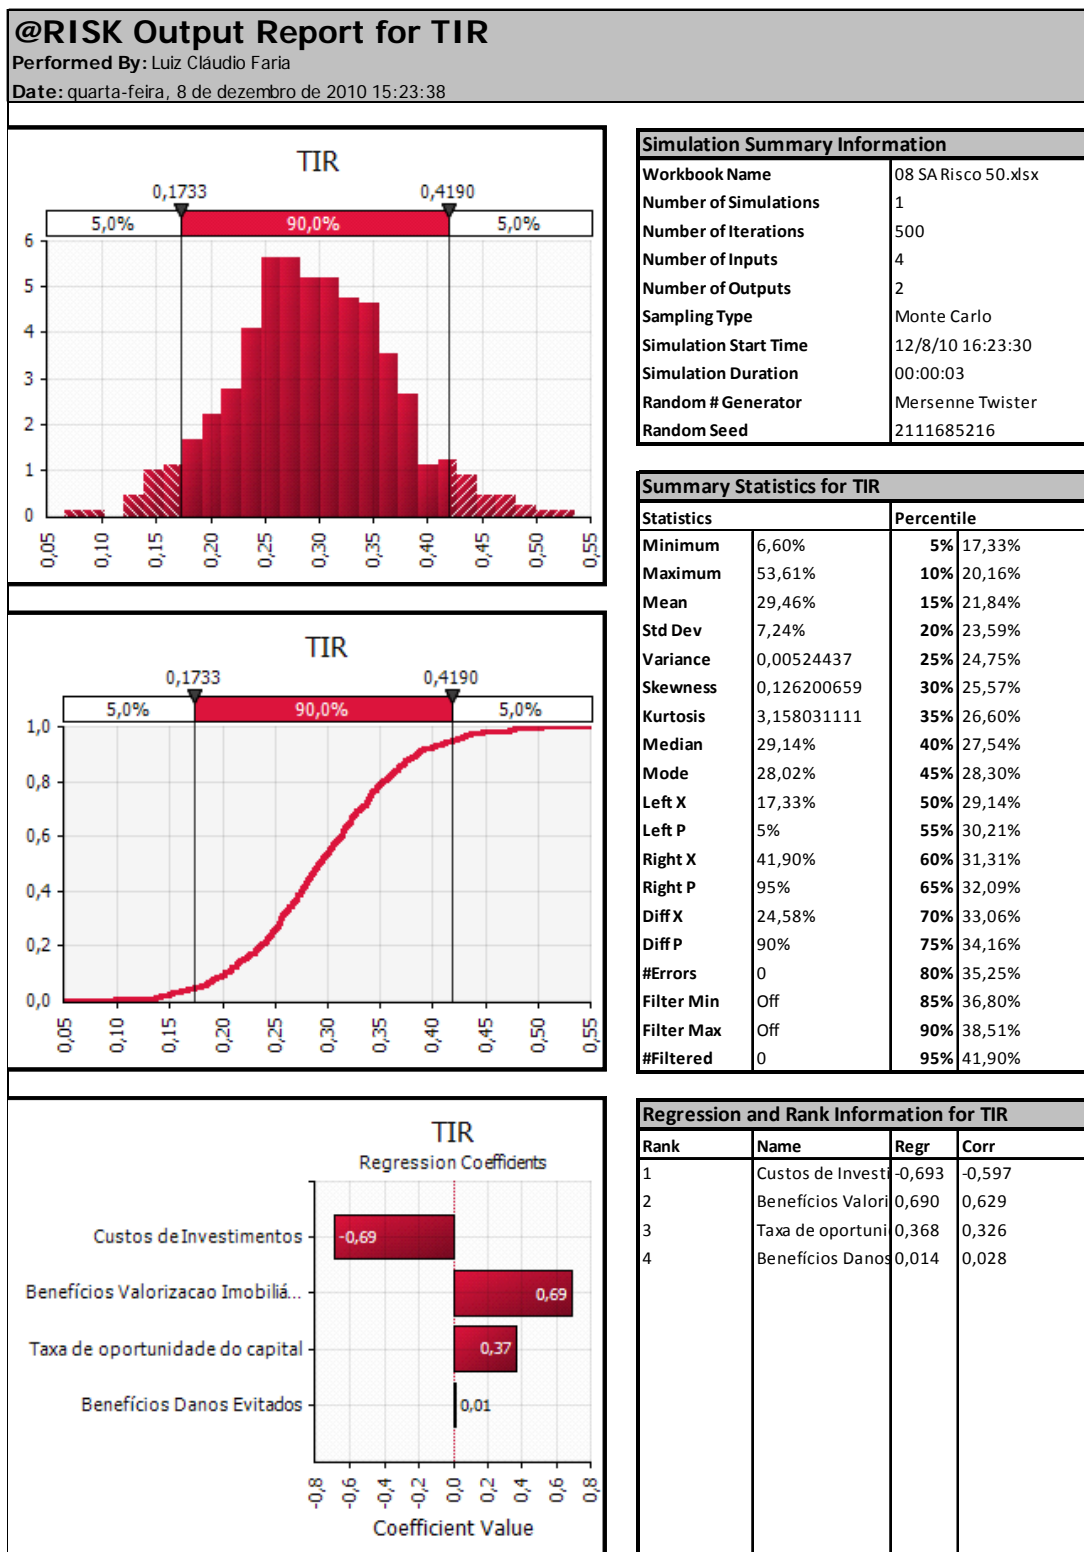 @RISK Output Report for TIR
Performed By: Luiz Cláudio Faria
Date: quarta-feira, 8 de dezembro de 2010 15:23:38
TIR
0,1733 0,4190
5,0% 90,0% 5,0%
6
5
4
3
2
1
0
0,05 0,10 0,15 0,20 0,25 0,30 0,35 0,40 0,45 0,50 0,55
TIR
0,1733 0,4190
5,0% 90,0% 5,0%
1,0
0,8
0,6
0,4
0,2
0,0
0,05 0,10 0,15 0,20 0,25 0,30 0,35 0,40 0,45 0,50 0,55
TIR
Regression Coefficients
Custos de Investimentos -0,69
Benefícios Valorizacao Imobiliá... 0,69
Taxa de oportunidade do capital 0,37
Benefícios Danos Evitados 0,01
-0,8 -0,6 -0,4 -0,2 0,0 0,2 0,4 0,6 0,8
Coefficient Value
Simulation Summary Information
Workbook Name 08 SA Risco 50.xlsx
Number of Simulations 1
Number of Iterations 500
Number of Inputs 4
Number of Outputs 2
Sampling Type Monte Carlo
Simulation Start Time 12/8/10 16:23:30
Simulation Duration 00:00:03
Random # Generator Mersenne Twister
Random Seed 2111685216
Summary Statistics for TIR
Statistics Percentile
Minimum 6,60% 5% 17,33%
Maximum 53,61% 10% 20,16%
Mean 29,46% 15% 21,84%
Std Dev 7,24% 20% 23,59%
Variance 0,00524437 25% 24,75%
Skewness 0,126200659 30% 25,57%
Kurtosis 3,158031111 35% 26,60%
Median 29,14% 40% 27,54%
Mode 28,02% 45% 28,30%
Left X 17,33% 50% 29,14%
Left P 5% 55% 30,21%
Right X 41,90% 60% 31,31%
Right P 95% 65% 32,09%
Diff X 24,58% 70% 33,06%
Diff P 90% 75% 34,16%
#Errors 0 80% 35,25%
Filter Min Off 85% 36,80%
Filter Max Off 90% 38,51%
#Filtered 0 95% 41,90%
Regression and Rank Information for TIR
Rank Name Regr Corr
1 Custos de Investi -0,693 -0,597
2 Benefícios Valori 0,690 0,629
3 Taxa de oportuni 0,368 0,326
4 Benefícios Danos 0,014 0,028